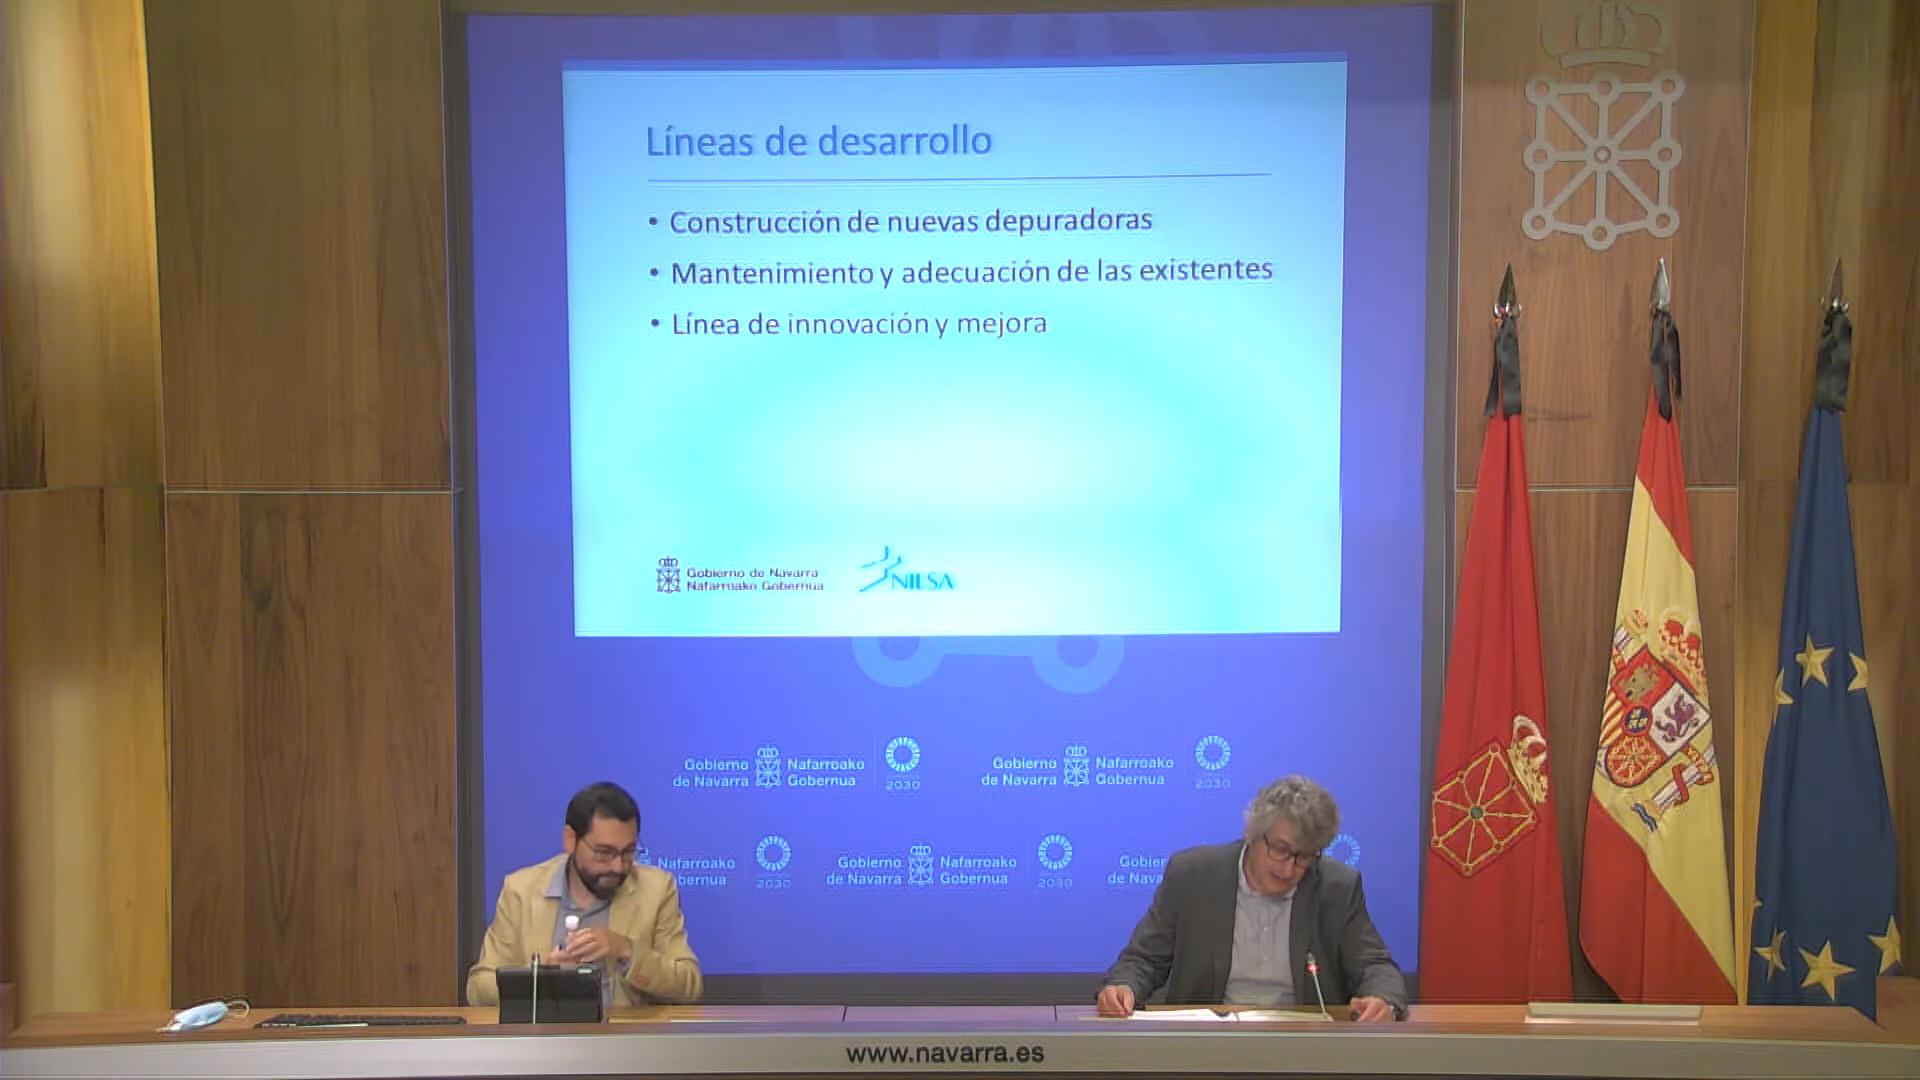 Líneas de desarrollo
• Construcción de nuevas depuradoras
• Mantenimiento y adecuación de las existentes
• Línea de innovación y mejora
Gobierno de Navarra
Nafarroako Gobernua
NILSA
Gobierno de Navarra
Nafarroako Gobernua
2030
Gobierno de Navarra
Nafarroako Gobernua
2030
Nafarroako
2030
Gobierno de Navarra
Nafarroako Gobernua
2030
www.navarra.es